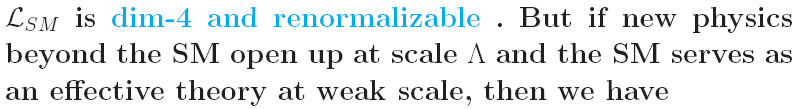 ℒ_SM is dim-4 and renormalizable . But if new physics
beyond the SM open up at scale Λ and the SM serves as
an effective theory at weak scale, then we have